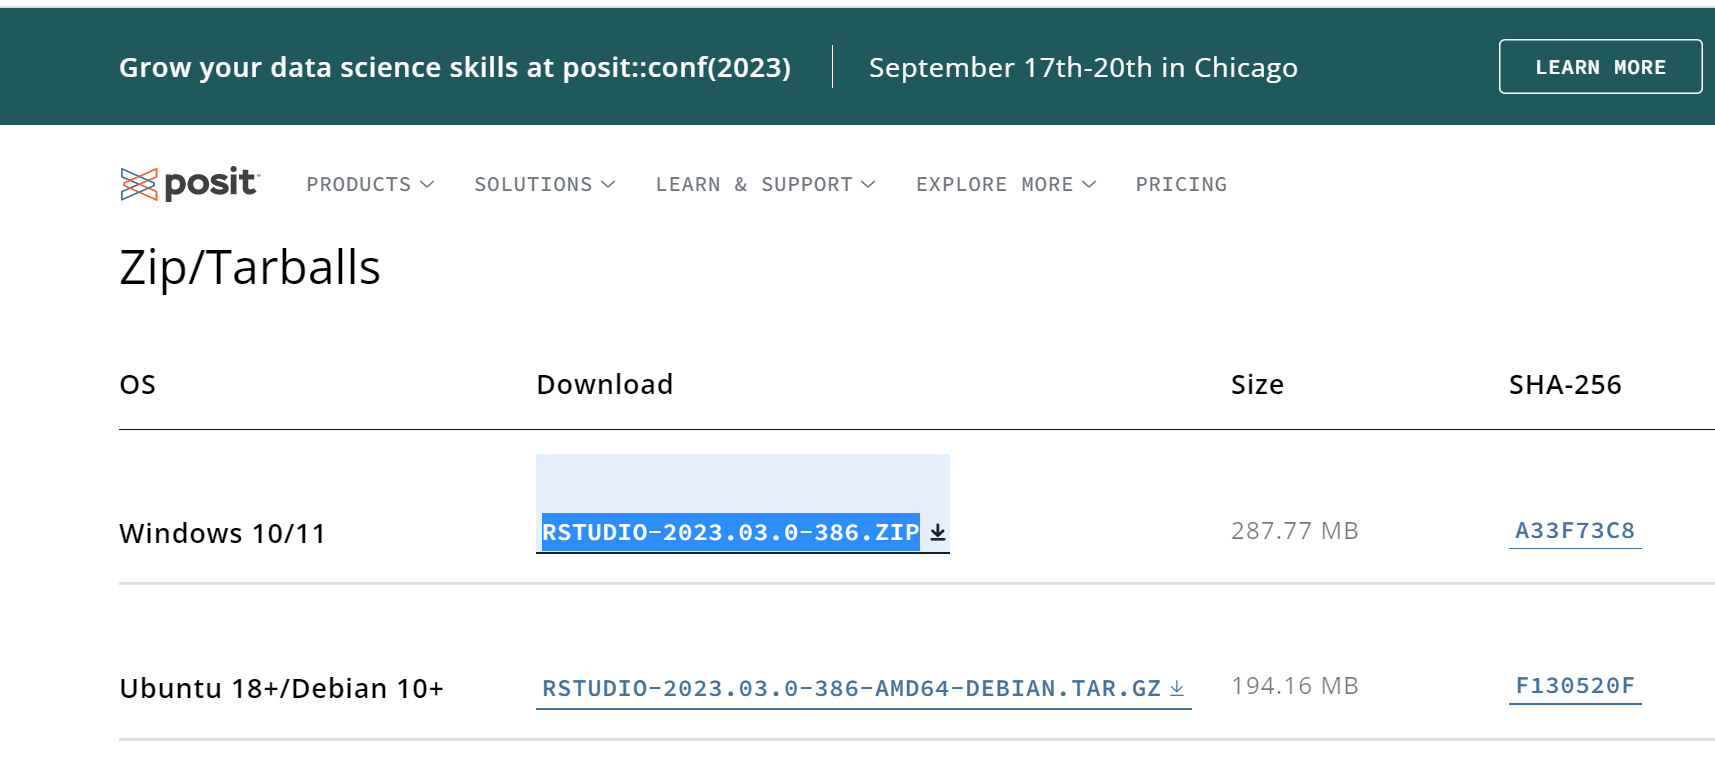 Grow your data science skills at posit::conf(2023) September 17th-20th in Chicago LEARN MORE
posit™ PRODUCTS SOLUTIONS LEARN & SUPPORT EXPLORE MORE PRICING
Zip/Tarballs
OS Download Size SHA-256
Windows 10/11 RSTUDIO-2023.03.0-386.ZIP 287.77 MB A33F73C8
Ubuntu 18+/Debian 10+ RSTUDIO-2023.03.0-386-AMD64-DEBIAN.TAR.GZ 194.16 MB F130520F